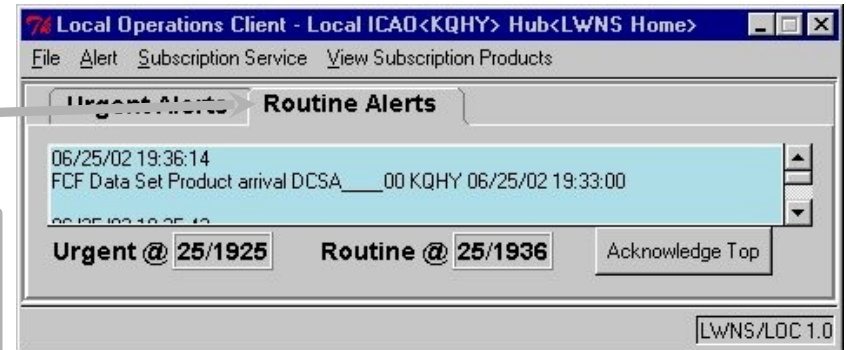 Local Operations Client - Local ICAO<KQHY> Hub<LWNS Home>
File Alert Subscription Service View Subscription Products
Urgent Alerts Routine Alerts
06/25/02 19:36:14
FCF Data Set Product arrival DCSA____00 KQHY 06/25/02 19:33:00
Urgent @ 25/1925 Routine @ 25/1936 Acknowledge Top
LWNS/LOC 1.0